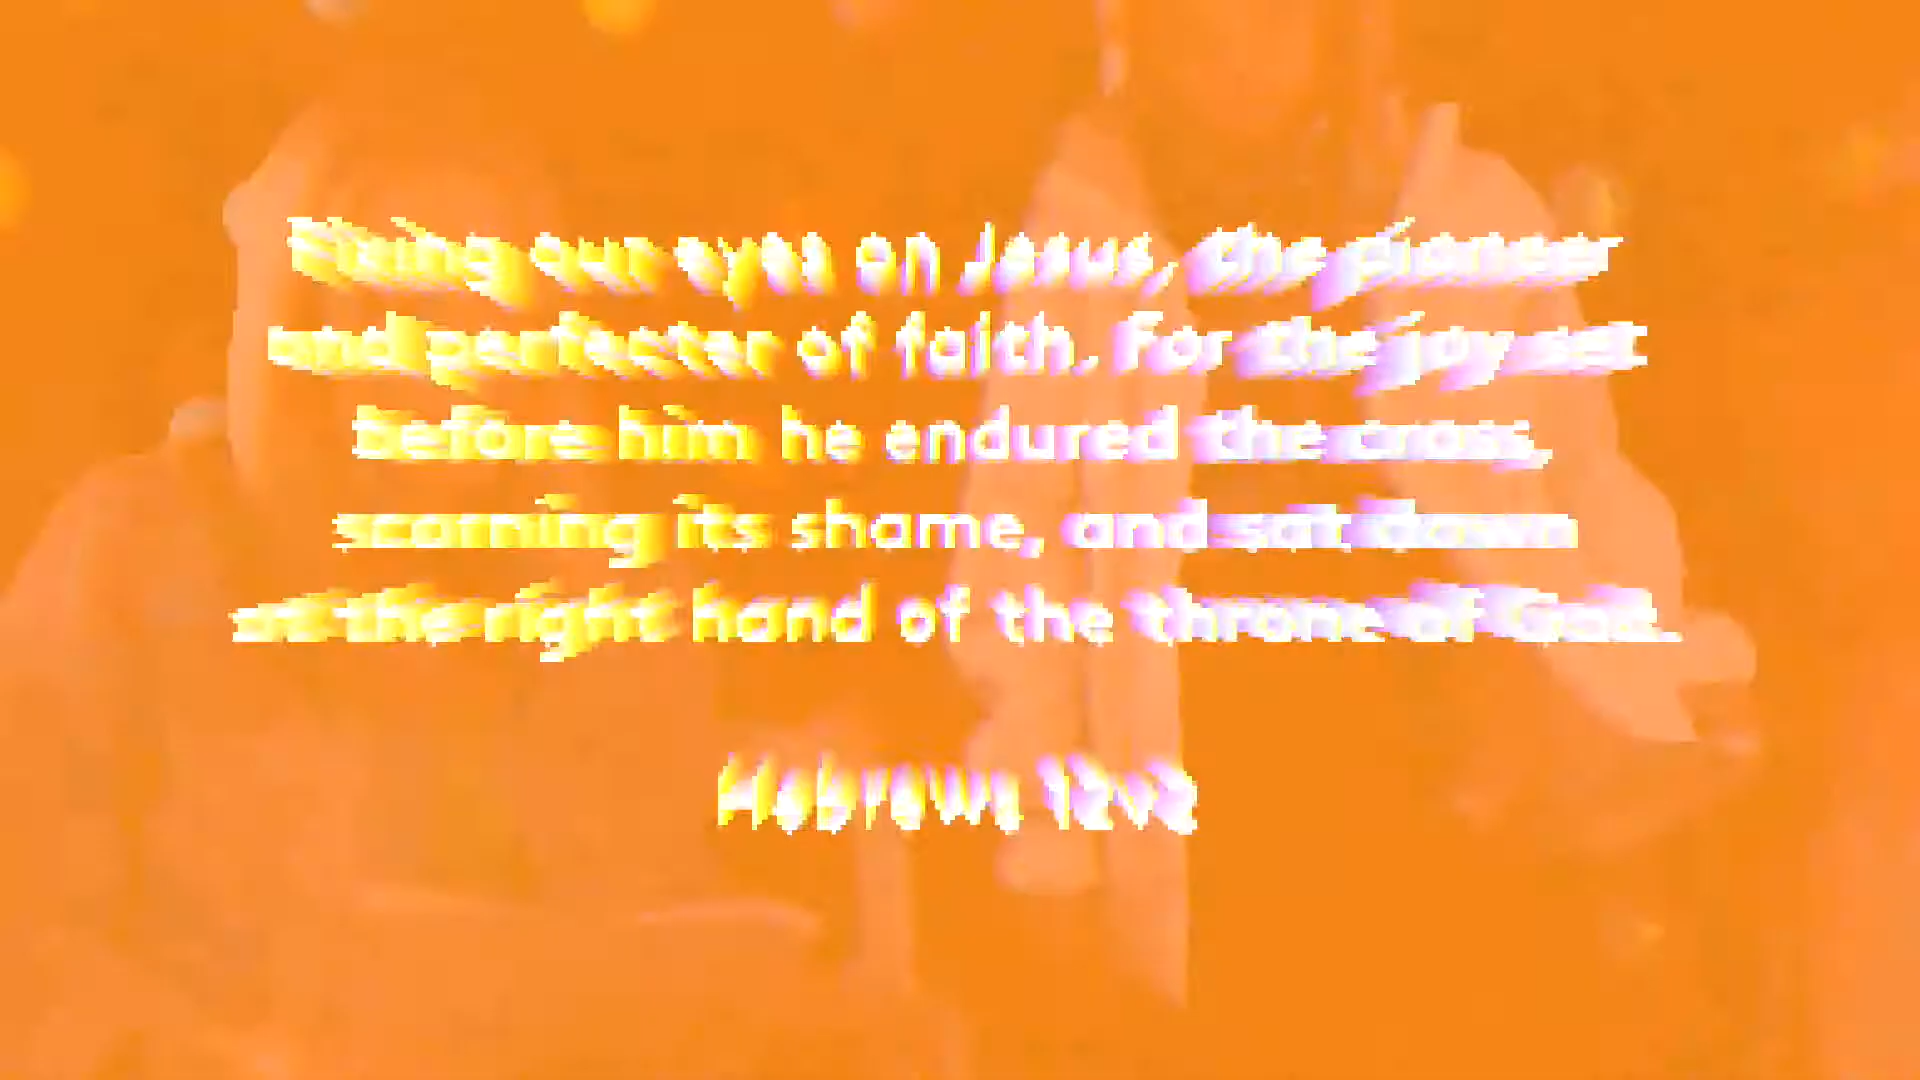 Fixing our eyes on Jesus, the pioneer
and perfecter of faith. For the joy set
before him he endured the cross,
scorning its shame, and sat down
at the right hand of the throne of God.
Hebrews 12v2